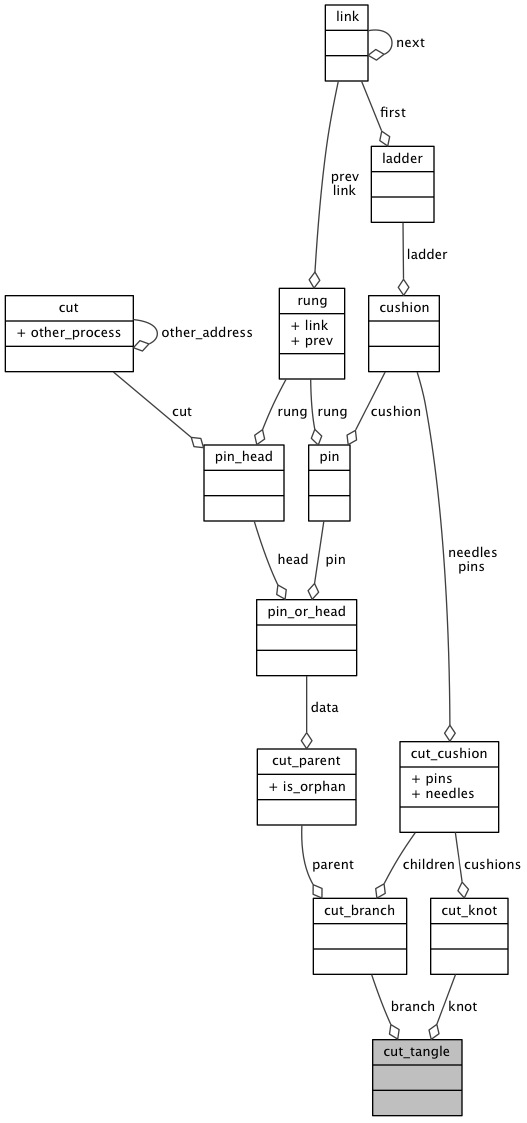 link
next
first
ladder
prev
link
ladder
rung
+ link
+ prev
cut
+ other_process
other_address
cushion
cut
rung
rung
cushion
pin_head
pin
needles
pins
head
pin
pin_or_head
data
cut_parent
+ is_orphan
cut_cushion
+ pins
+ needles
parent
children
cushions
cut_branch
cut_knot
branch
knot
cut_tangle